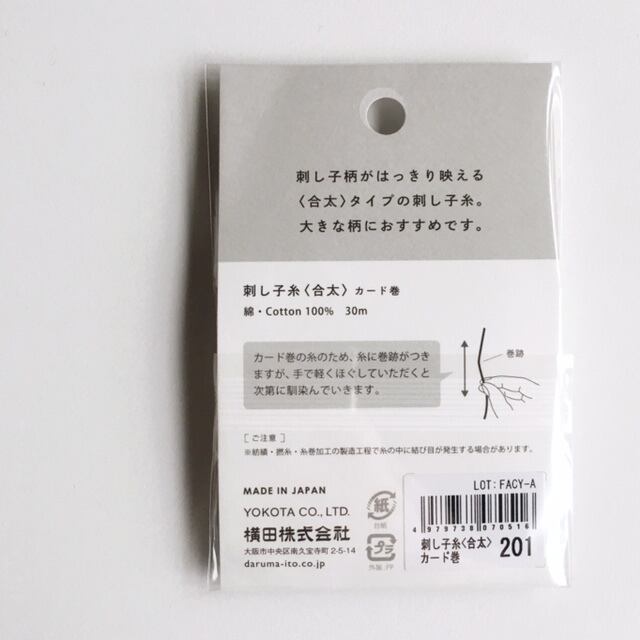 刺し子柄がはっきり映える
〈合太〉タイプの刺し子糸。
大きな柄におすすめです。
刺し子糸〈合太〉カード巻
綿・Cotton 100%　30m
カード巻の糸のため、糸に巻跡がつき
ますが、手で軽くほぐしていただくと
次第に馴染んでいきます。
巻跡
［ご注意］
※紡績・撚糸・糸巻加工の製造工程で糸の中に結び目が発生する場合があります。
MADE IN JAPAN
YOKOTA CO., LTD.
横田株式会社
大阪市中央区南久宝寺町 2-5-14
daruma-ito.co.jp
紙
台紙
プラ
外装：PP
LOT：FACY-A
4 979738 070516
刺し子糸〈合太〉
カード巻
201